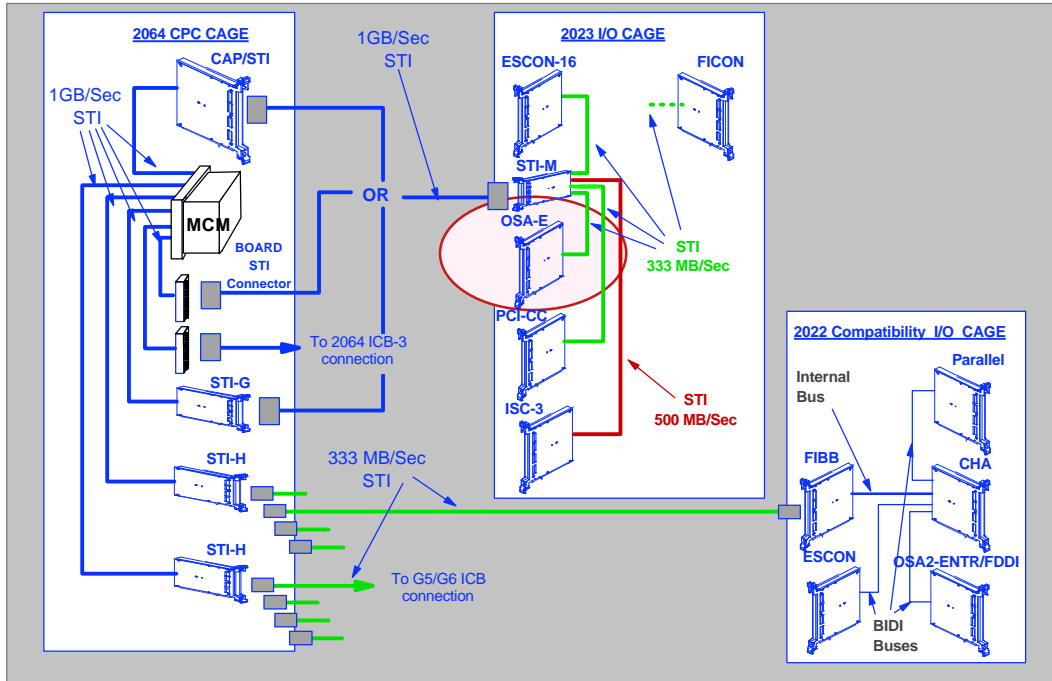 2064 CPC CAGE
CAP/STI
1GB/Sec
STI
MCM
BOARD
STI
Connector
To 2064 ICB-3
connection
STI-G
STI-H
STI-H
1GB/Sec
STI
OR
1GB/Sec
STI
333 MB/Sec
STI
To G5/G6 ICB
connection
2023 I/O CAGE
ESCON-16
FICON
STI-M
OSA-E
STI
333 MB/Sec
PCI-CC
ISC-3
STI
500 MB/Sec
2022 Compatibility I/O CAGE
Parallel
Internal
Bus
FIBB
CHA
ESCON
OSA2-ENTR/FDDI
BIDI
Buses